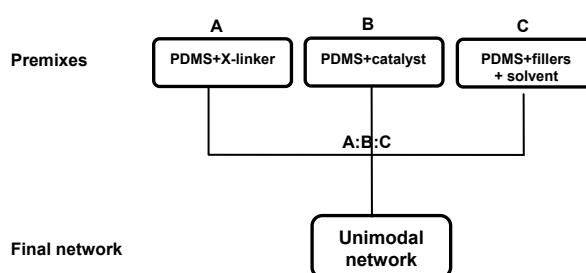 A
B
C
Premixes
PDMS+X-linker
PDMS+catalyst
PDMS+fillers
+ solvent
A:B:C
Final network
Unimodal
network